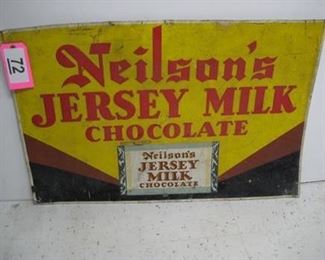 72
Neilson's
JERSEY MILK
CHOCOLATE
Neilson's
JERSEY
MILK
CHOCOLATE